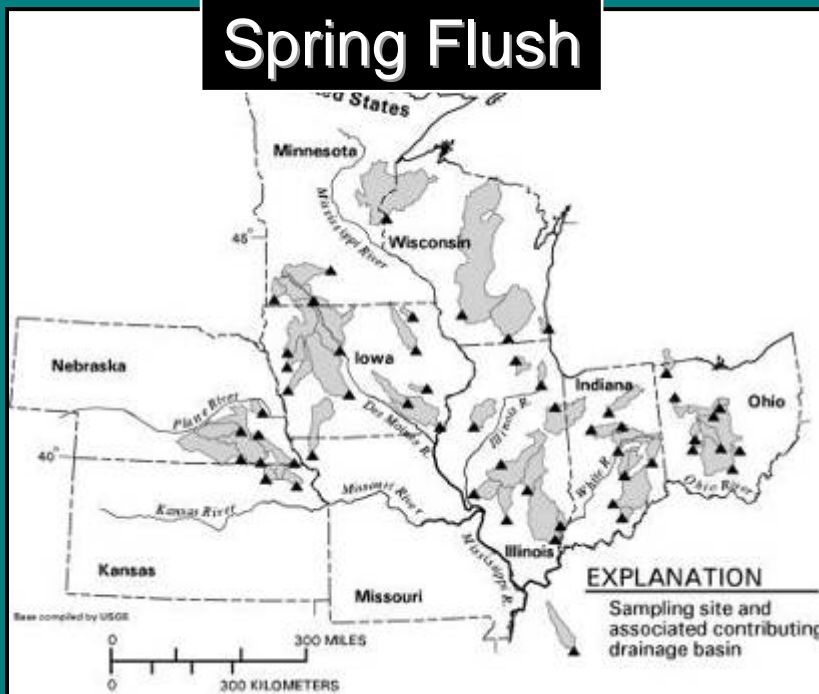 Spring Flush
ed States
Minnesota
Mississippi River
45°
Wisconsin
Nebraska
Iowa
Indiana
Ohio
Platte River
Des Moines R.
Illinois R.
White R.
Ohio River
40°
Missouri River
Kansas River
Mississippi R.
Illinois
Kansas
Missouri
EXPLANATION
Sampling site and
associated contributing
drainage basin
Base compiled by USGS
0 300 MILES
0 300 KILOMETERS